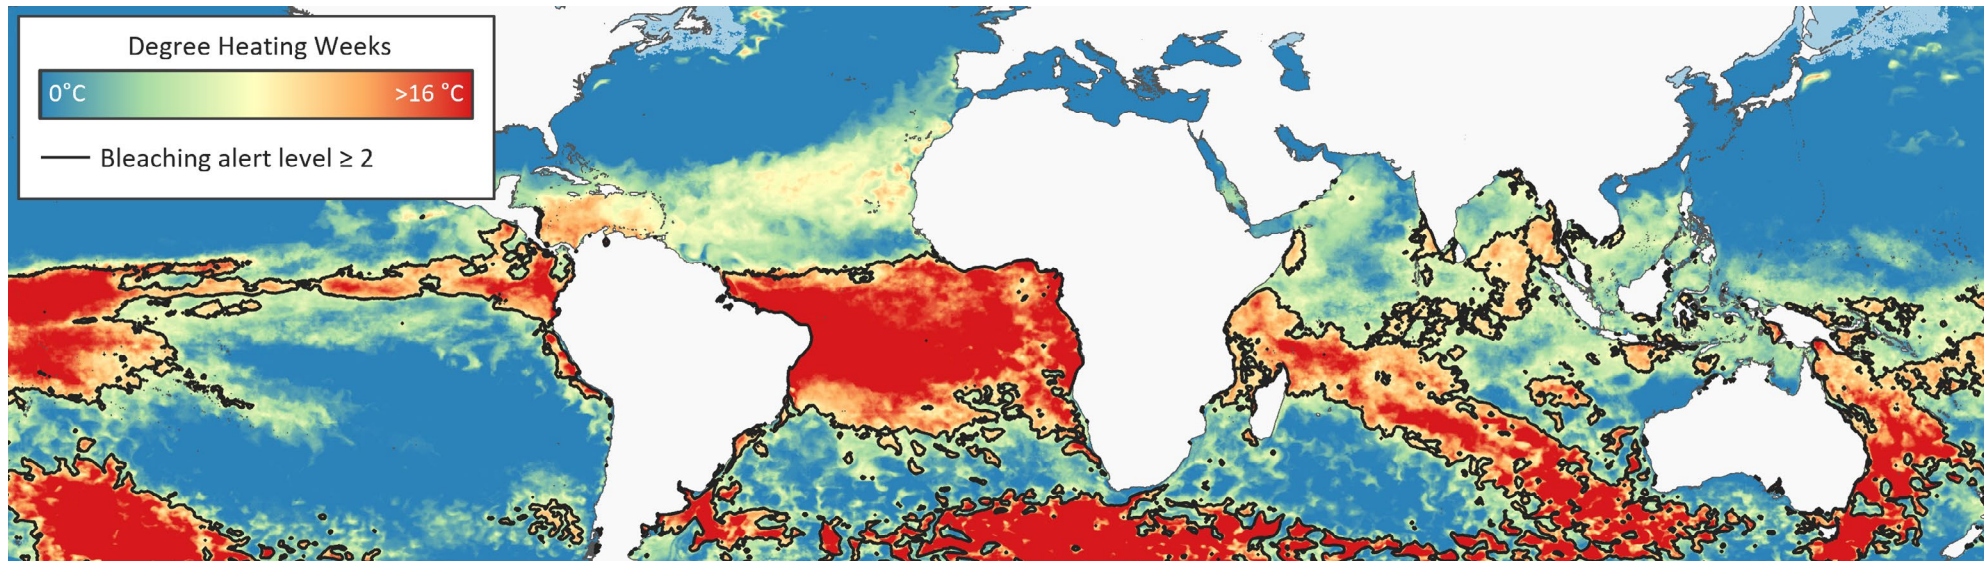 Degree Heating Weeks
0°C
>16 °C
Bleaching alert level ≥ 2